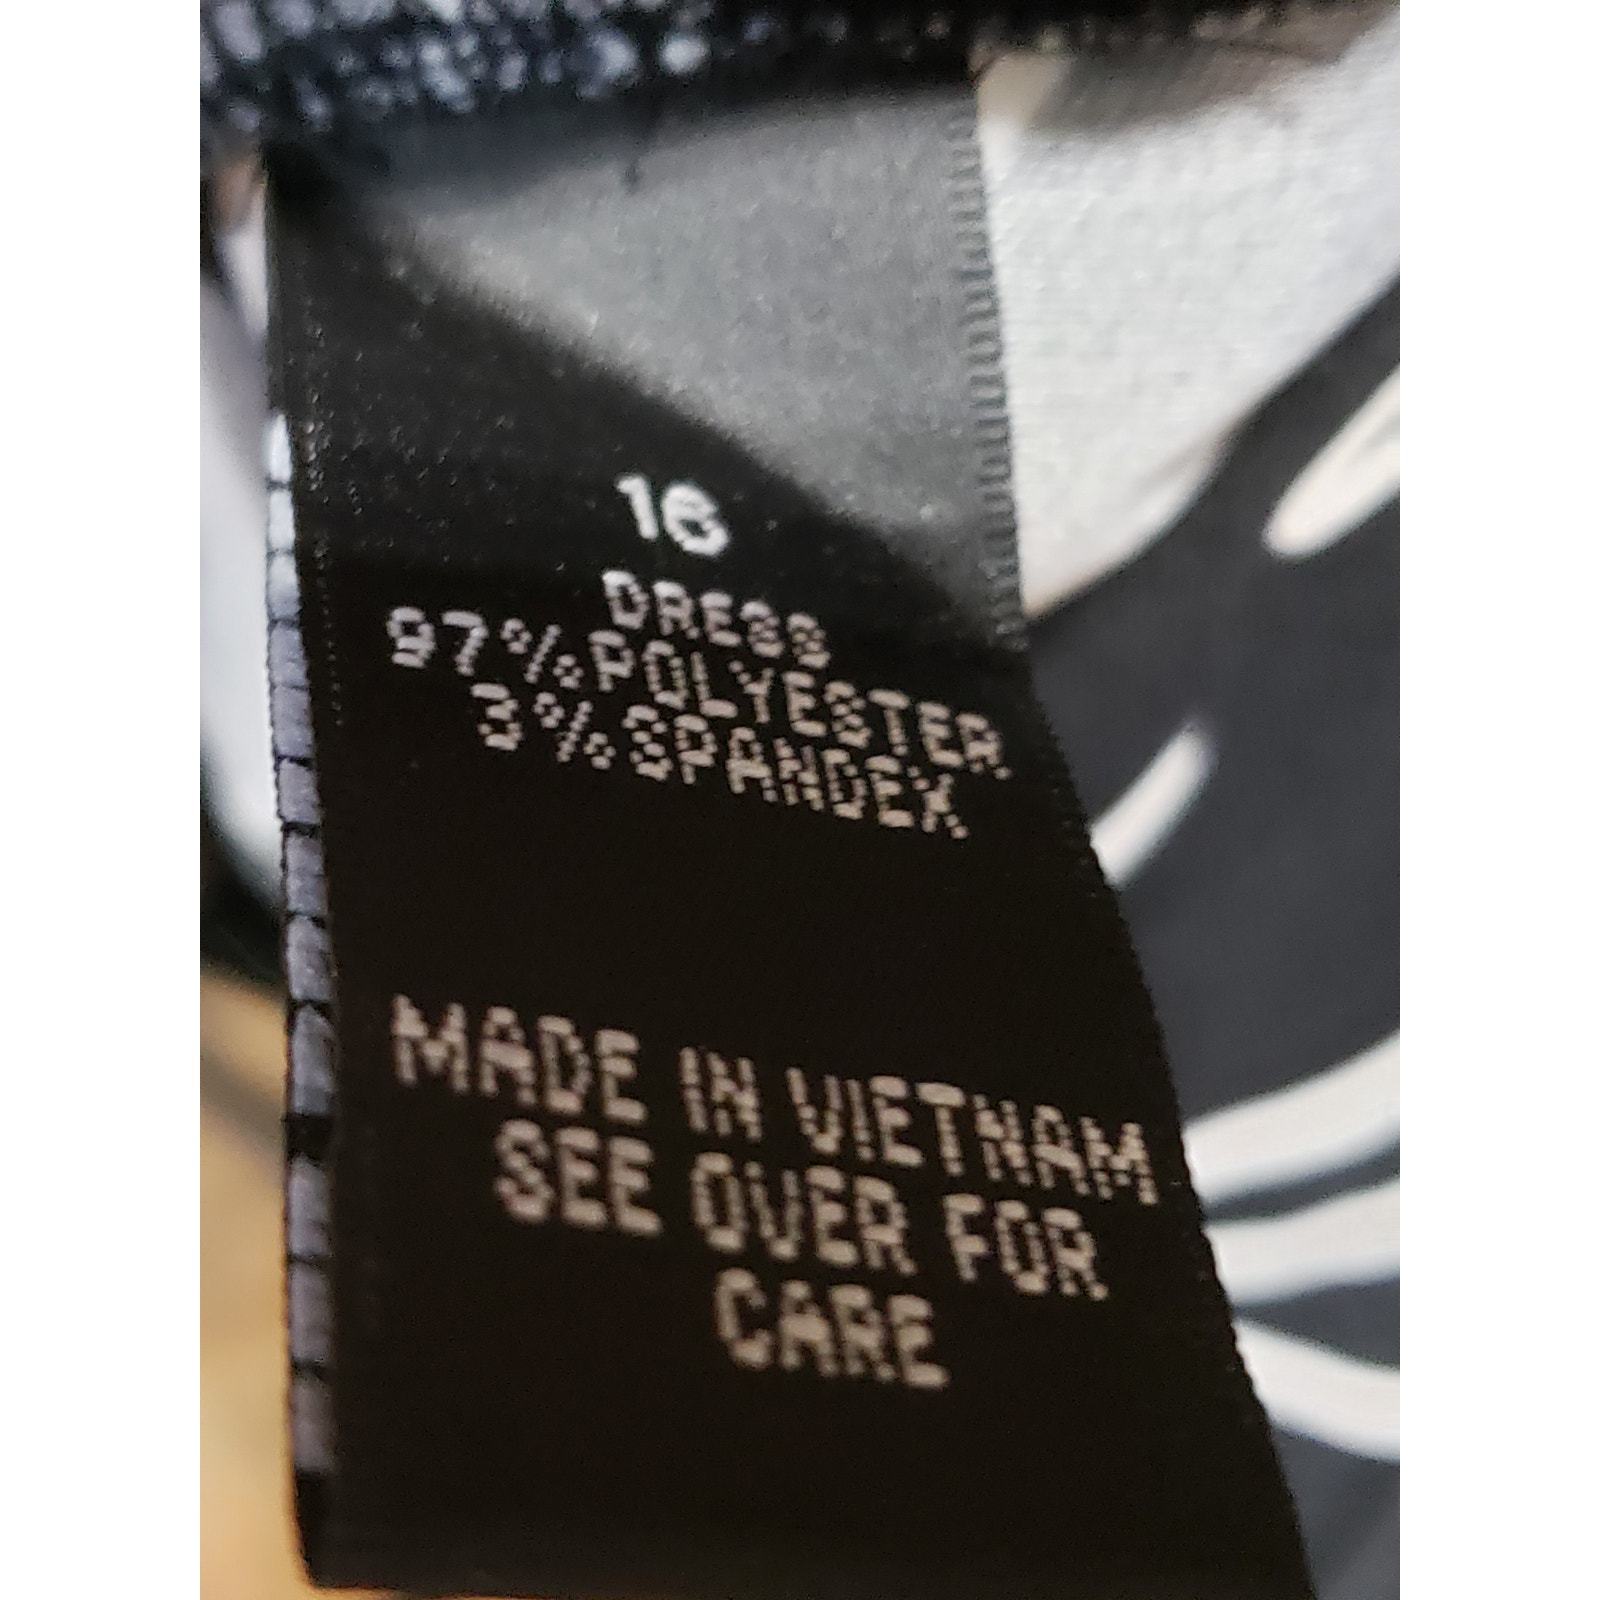 16
DRESS
97%POLYESTER.
3%SPANDEX.
MADE IN VIETNAM
SEE OVER FOR
CARE